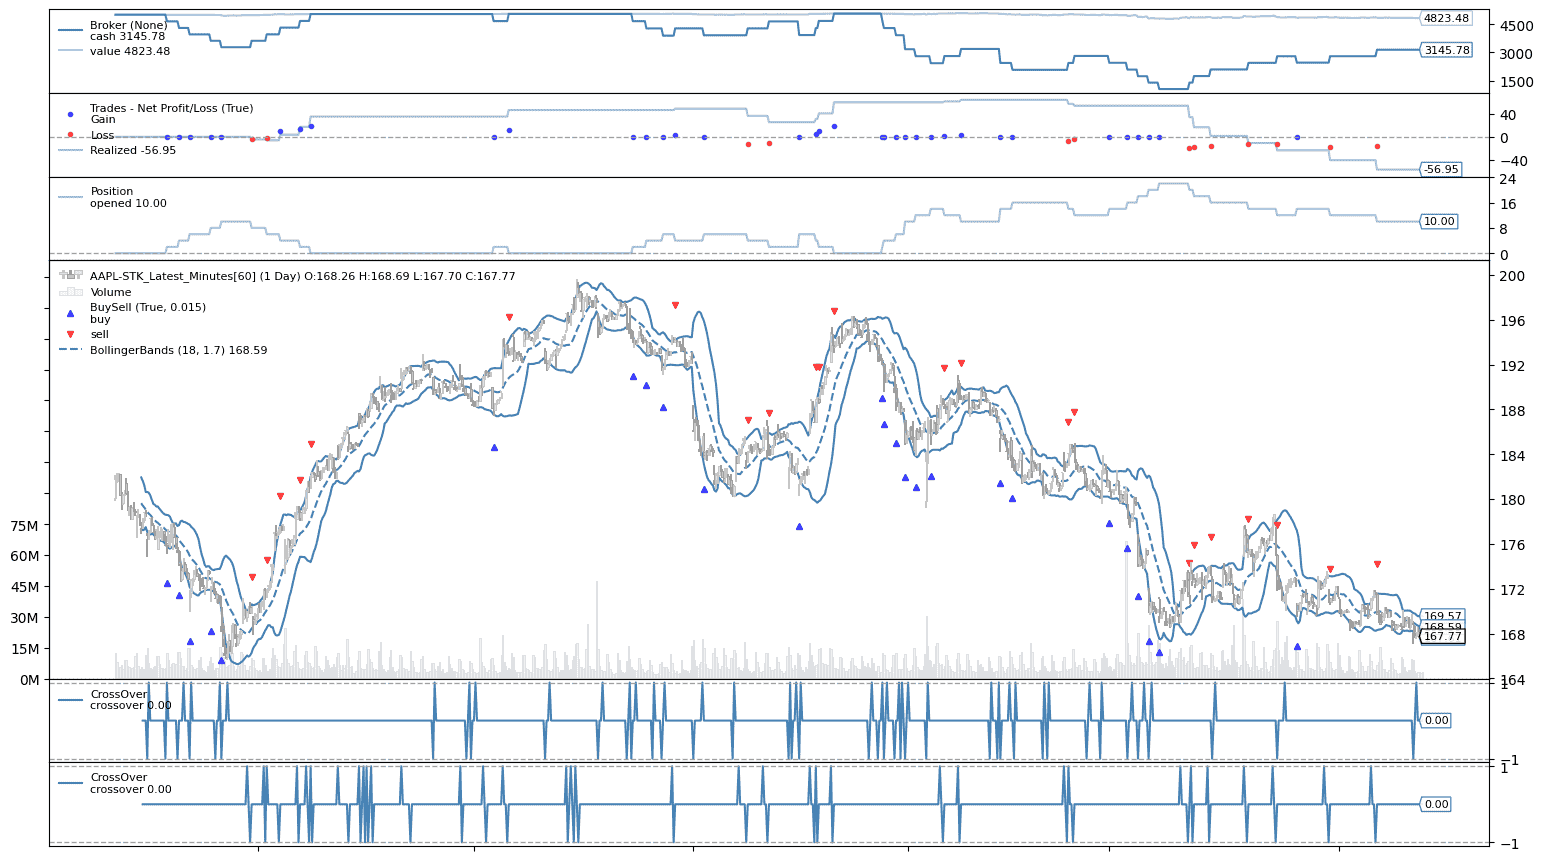 Broker (None)
cash 3145.78
value 4823.48
4823.48
4500
3145.78
3000
1500
Trades - Net Profit/Loss (True)
Gain
Loss
Realized -56.95
40
0
−40
-56.95
Position
opened 10.00
24
16
10.00
8
0
AAPL-STK_Latest_Minutes[60] (1 Day) O:168.26 H:168.69 L:167.70 C:167.77
Volume
BuySell (True, 0.015)
buy
sell
BollingerBands (18, 1.7) 168.59
200
196
192
188
184
180
176
172
168
164
75M
60M
45M
30M
15M
0M
169.57
168.59
167.77
CrossOver
crossover 0.00
1
0.00
−1
CrossOver
crossover 0.00
1
0.00
−1